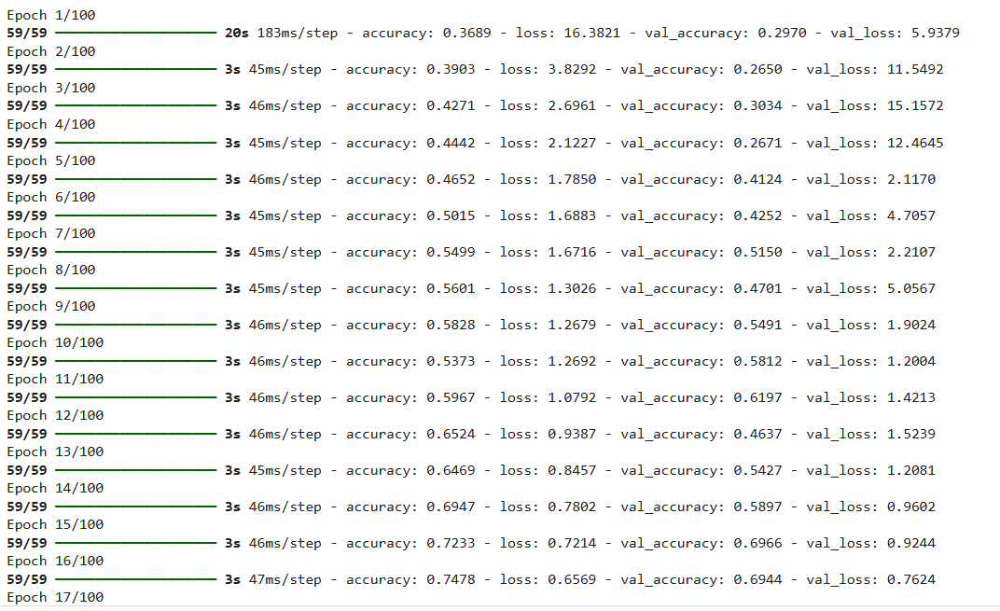 Epoch 1/100
59/59 ━━━━━━━━━━━━━━━━━━━━ 20s 183ms/step - accuracy: 0.3689 - loss: 16.3821 - val_accuracy: 0.2970 - val_loss: 5.9379
Epoch 2/100
59/59 ━━━━━━━━━━━━━━━━━━━━ 3s 45ms/step - accuracy: 0.3903 - loss: 3.8292 - val_accuracy: 0.2650 - val_loss: 11.5492
Epoch 3/100
59/59 ━━━━━━━━━━━━━━━━━━━━ 3s 46ms/step - accuracy: 0.4271 - loss: 2.6961 - val_accuracy: 0.3034 - val_loss: 15.1572
Epoch 4/100
59/59 ━━━━━━━━━━━━━━━━━━━━ 3s 45ms/step - accuracy: 0.4442 - loss: 2.1227 - val_accuracy: 0.2671 - val_loss: 12.4645
Epoch 5/100
59/59 ━━━━━━━━━━━━━━━━━━━━ 3s 46ms/step - accuracy: 0.4652 - loss: 1.7850 - val_accuracy: 0.4124 - val_loss: 2.1170
Epoch 6/100
59/59 ━━━━━━━━━━━━━━━━━━━━ 3s 45ms/step - accuracy: 0.5015 - loss: 1.6883 - val_accuracy: 0.4252 - val_loss: 4.7057
Epoch 7/100
59/59 ━━━━━━━━━━━━━━━━━━━━ 3s 45ms/step - accuracy: 0.5499 - loss: 1.6716 - val_accuracy: 0.5150 - val_loss: 2.2107
Epoch 8/100
59/59 ━━━━━━━━━━━━━━━━━━━━ 3s 45ms/step - accuracy: 0.5601 - loss: 1.3026 - val_accuracy: 0.4701 - val_loss: 5.0567
Epoch 9/100
59/59 ━━━━━━━━━━━━━━━━━━━━ 3s 46ms/step - accuracy: 0.5828 - loss: 1.2679 - val_accuracy: 0.5491 - val_loss: 1.9024
Epoch 10/100
59/59 ━━━━━━━━━━━━━━━━━━━━ 3s 46ms/step - accuracy: 0.5373 - loss: 1.2692 - val_accuracy: 0.5812 - val_loss: 1.2004
Epoch 11/100
59/59 ━━━━━━━━━━━━━━━━━━━━ 3s 46ms/step - accuracy: 0.5967 - loss: 1.0792 - val_accuracy: 0.6197 - val_loss: 1.4213
Epoch 12/100
59/59 ━━━━━━━━━━━━━━━━━━━━ 3s 46ms/step - accuracy: 0.6524 - loss: 0.9387 - val_accuracy: 0.4637 - val_loss: 1.5239
Epoch 13/100
59/59 ━━━━━━━━━━━━━━━━━━━━ 3s 45ms/step - accuracy: 0.6469 - loss: 0.8457 - val_accuracy: 0.5427 - val_loss: 1.2081
Epoch 14/100
59/59 ━━━━━━━━━━━━━━━━━━━━ 3s 46ms/step - accuracy: 0.6947 - loss: 0.7802 - val_accuracy: 0.5897 - val_loss: 0.9602
Epoch 15/100
59/59 ━━━━━━━━━━━━━━━━━━━━ 3s 46ms/step - accuracy: 0.7233 - loss: 0.7214 - val_accuracy: 0.6966 - val_loss: 0.9244
Epoch 16/100
59/59 ━━━━━━━━━━━━━━━━━━━━ 3s 47ms/step - accuracy: 0.7478 - loss: 0.6569 - val_accuracy: 0.6944 - val_loss: 0.7624
Epoch 17/100